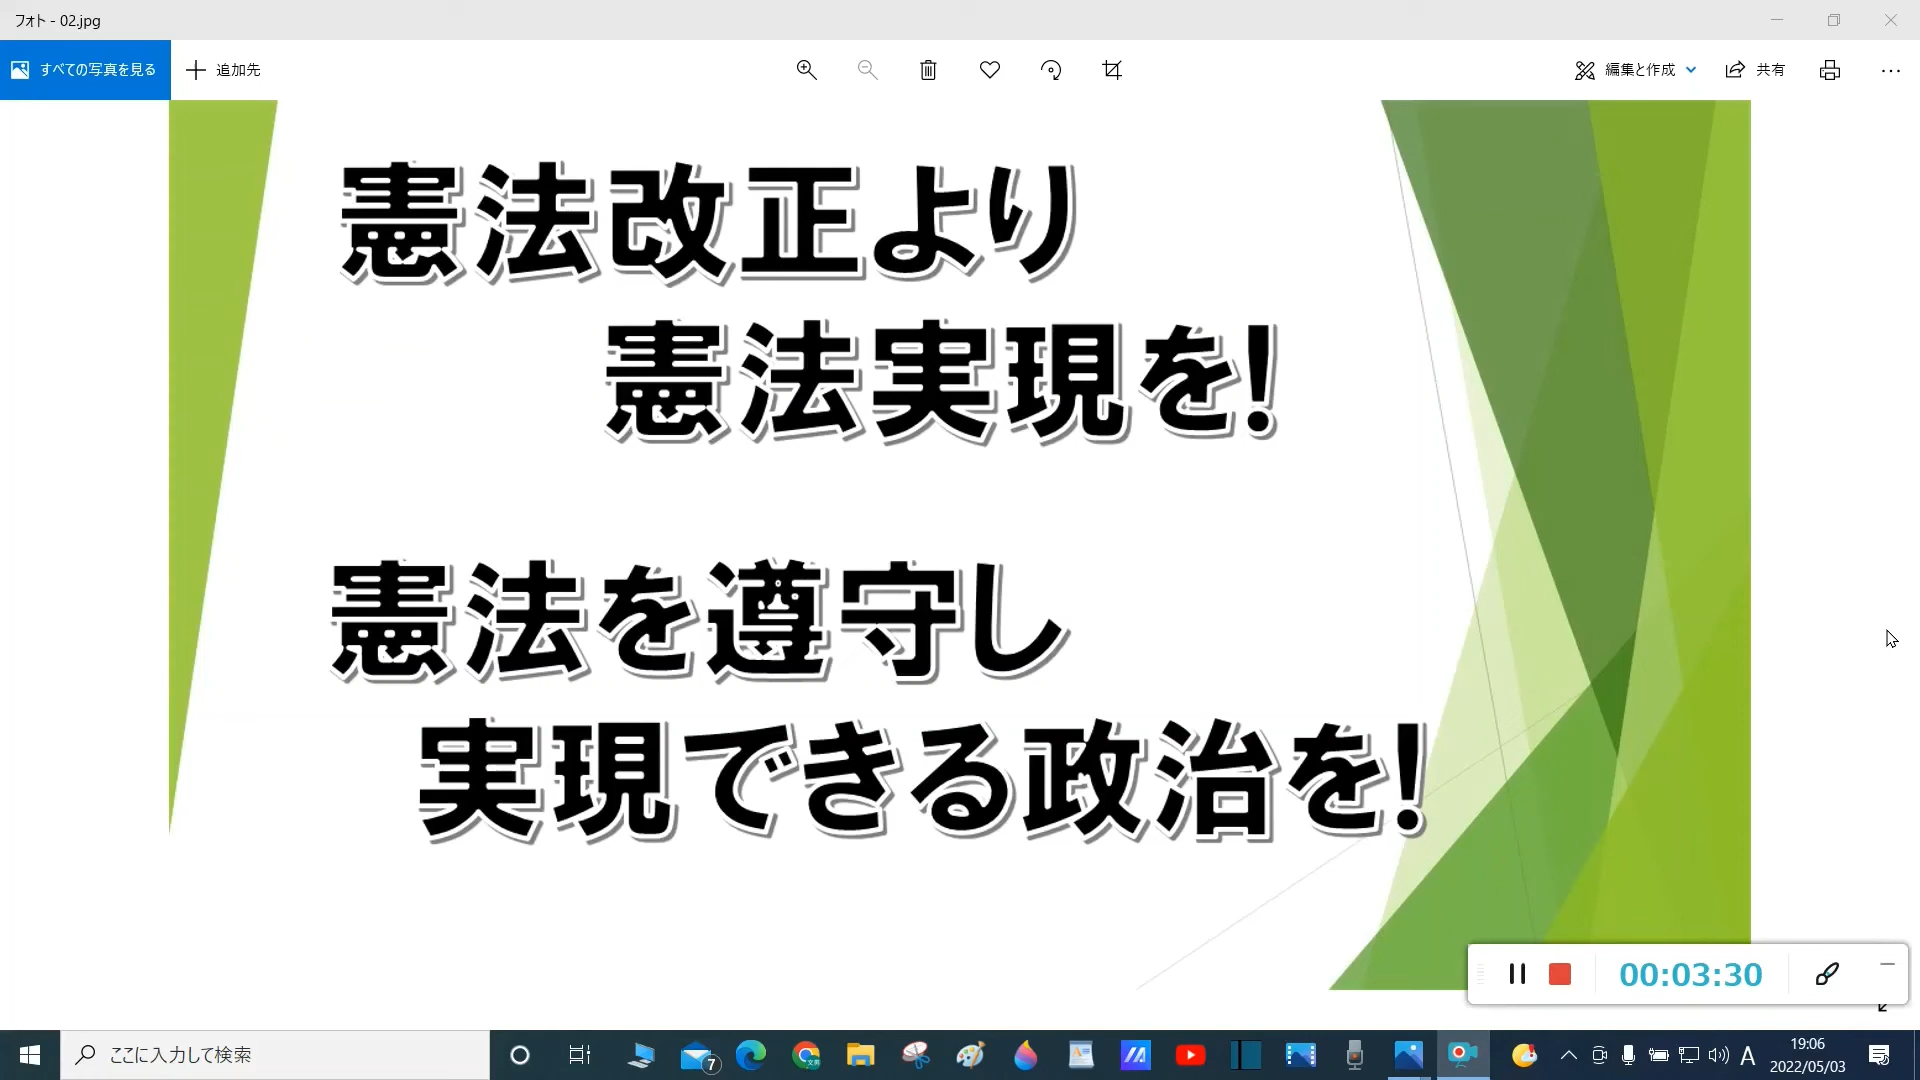 フォト - 02.jpg
すべての写真を見る
追加先
編集と作成
共有
憲法改正より
憲法実現を!
憲法を遵守し
実現できる政治を!
00:03:30
ここに入力して検索
7
A
19:06
2022/05/03